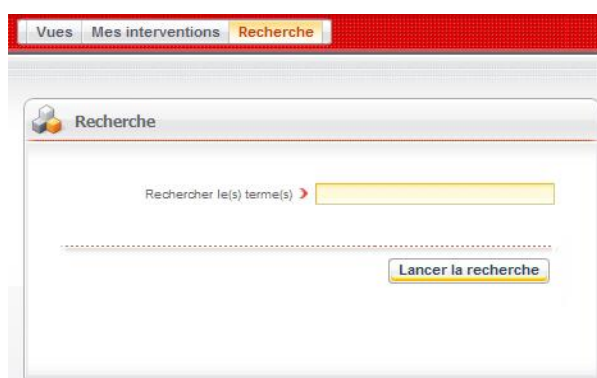 Vues Mes interventions Recherche
Recherche
Rechercher le(s) terme(s)
Lancer la recherche